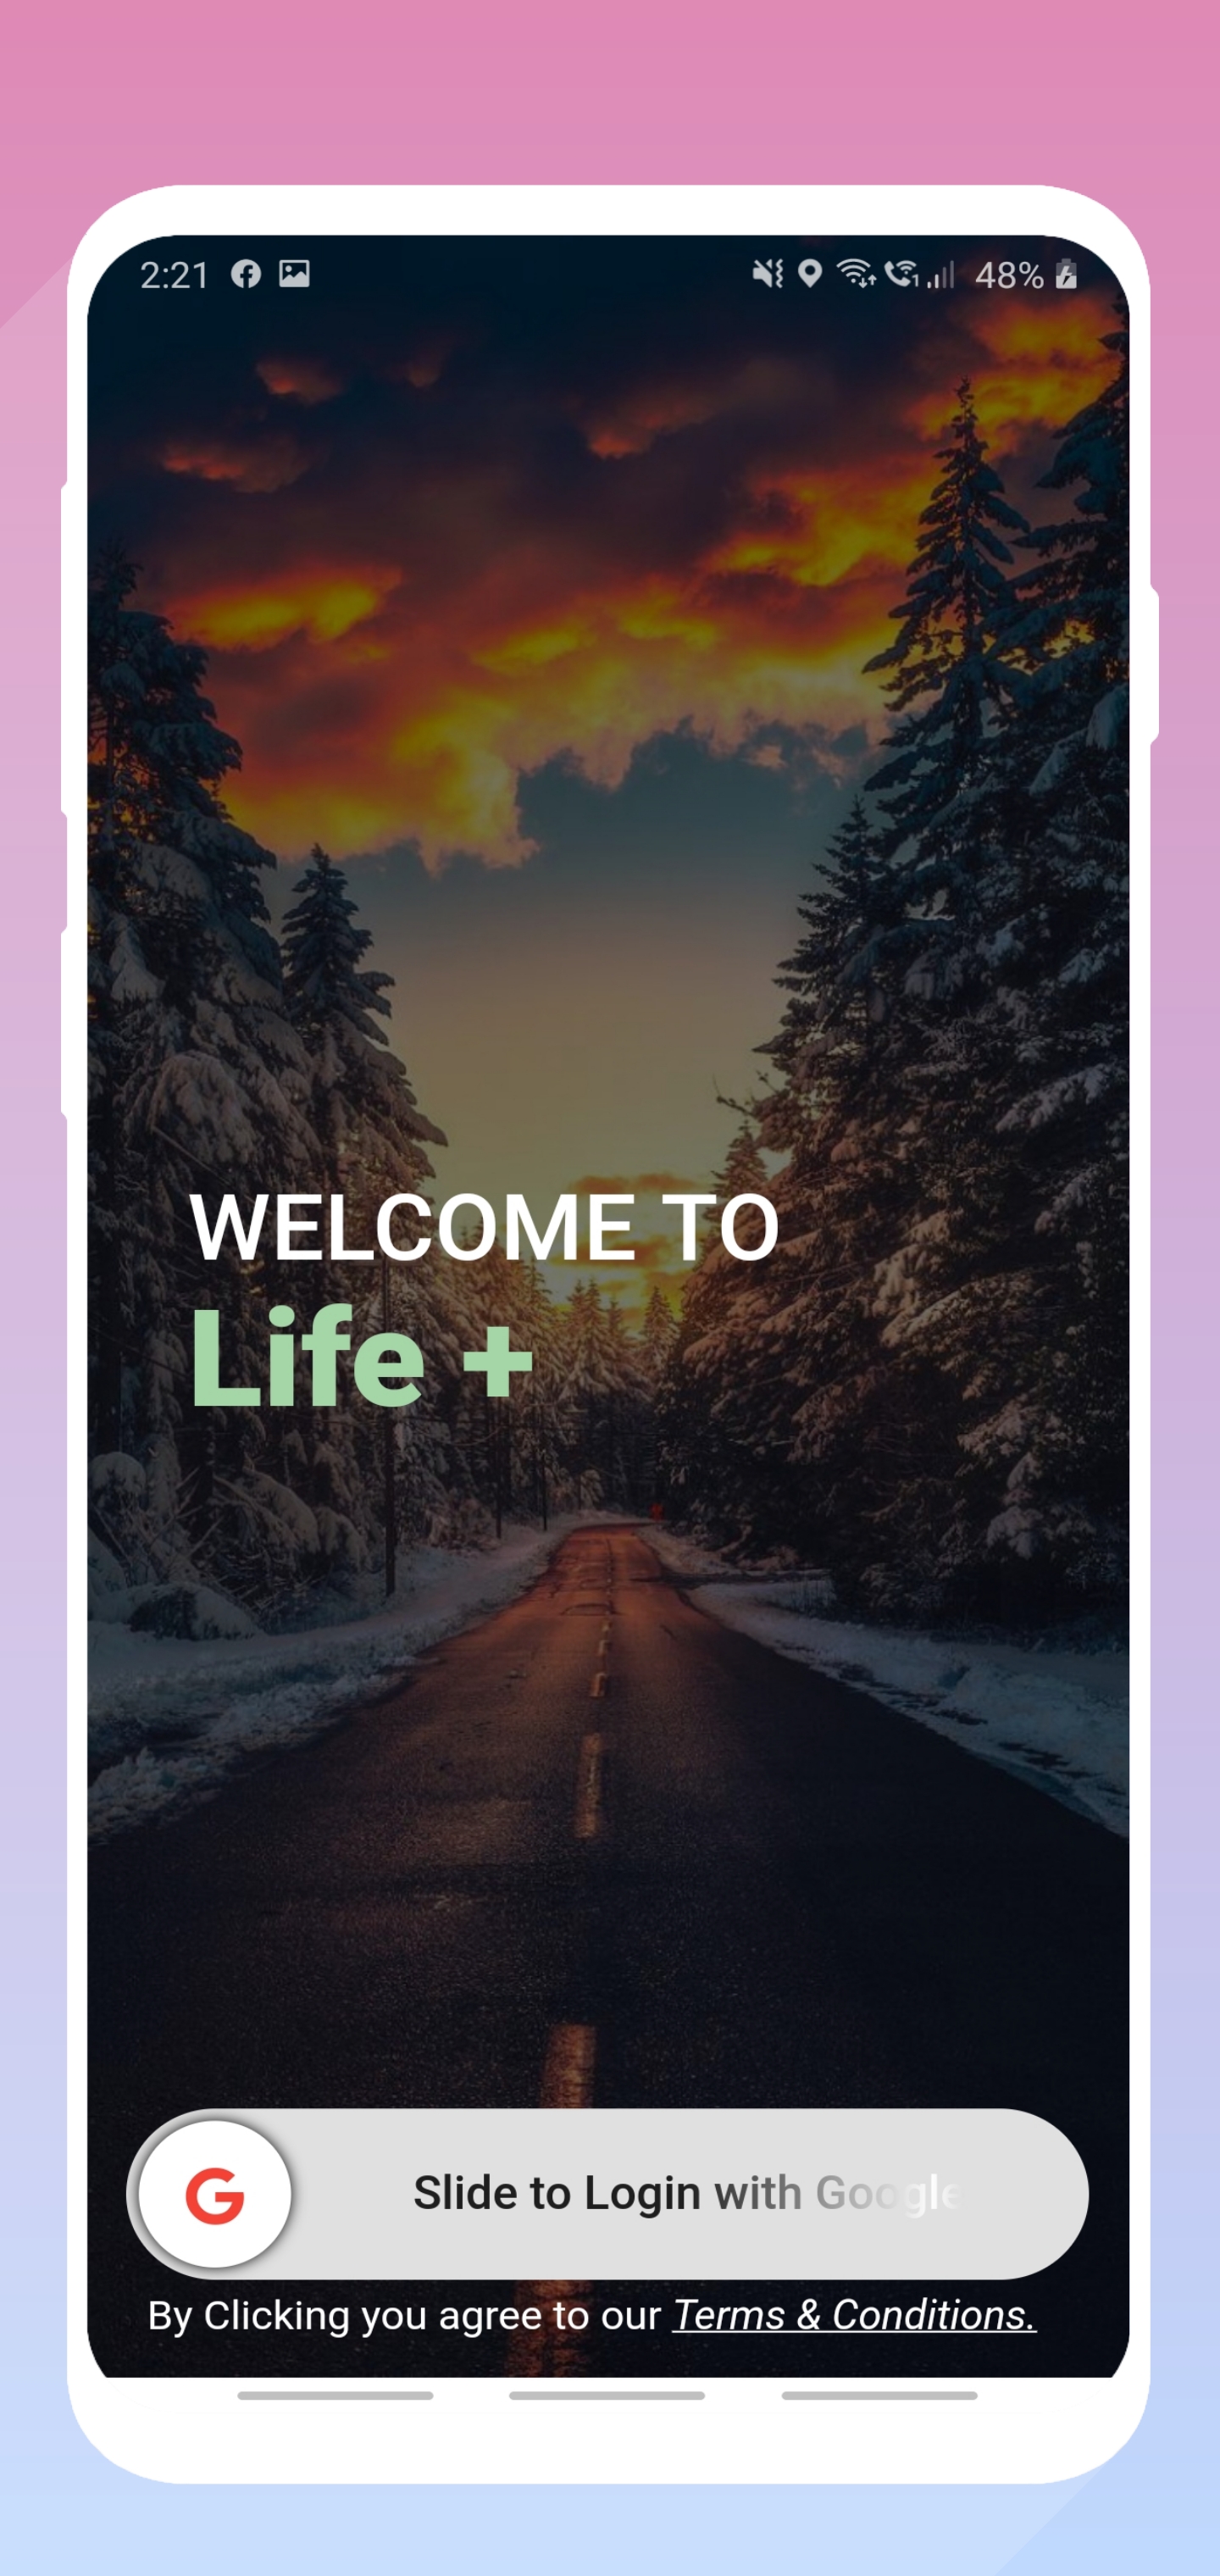 2:21 48%
WELCOME TO
Life +
G Slide to Login with Google
By Clicking you agree to our Terms & Conditions.